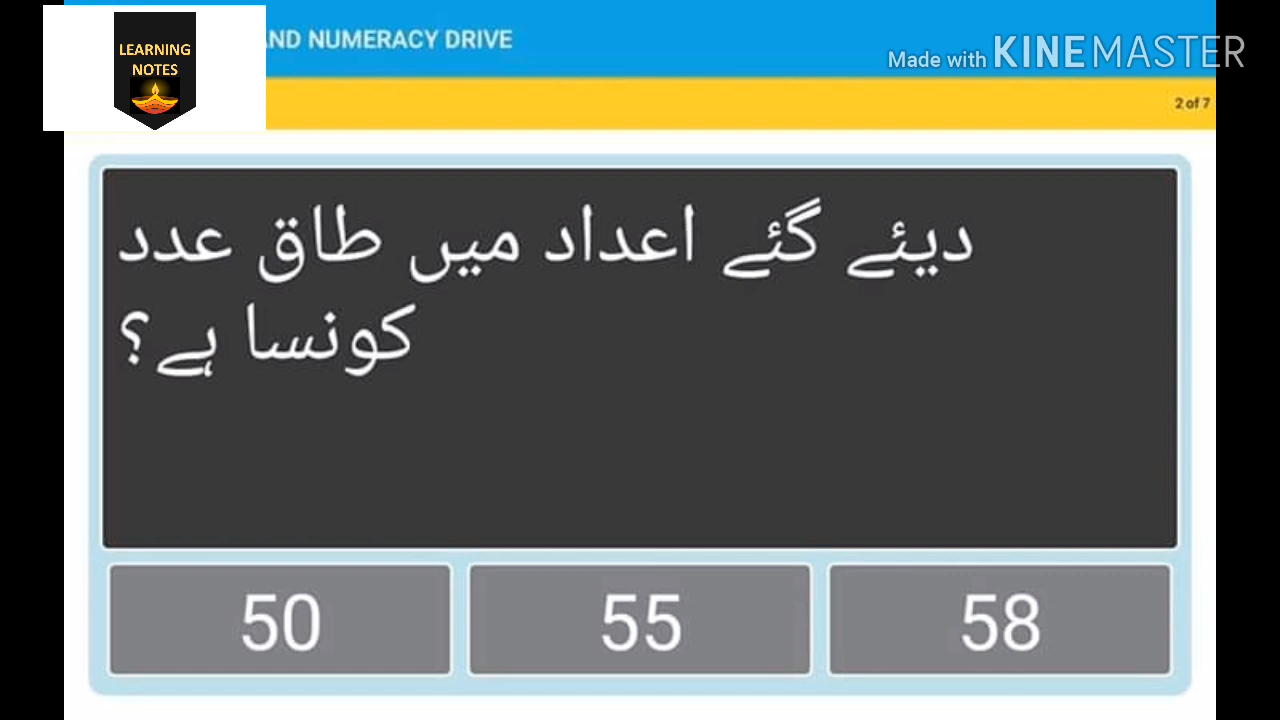 LEARNING
NOTES
AND NUMERACY DRIVE
Made with KINEMASTER
2 of 7
دیئے گئے اعداد میں طاق عدد
کونسا ہے؟
50
55
58